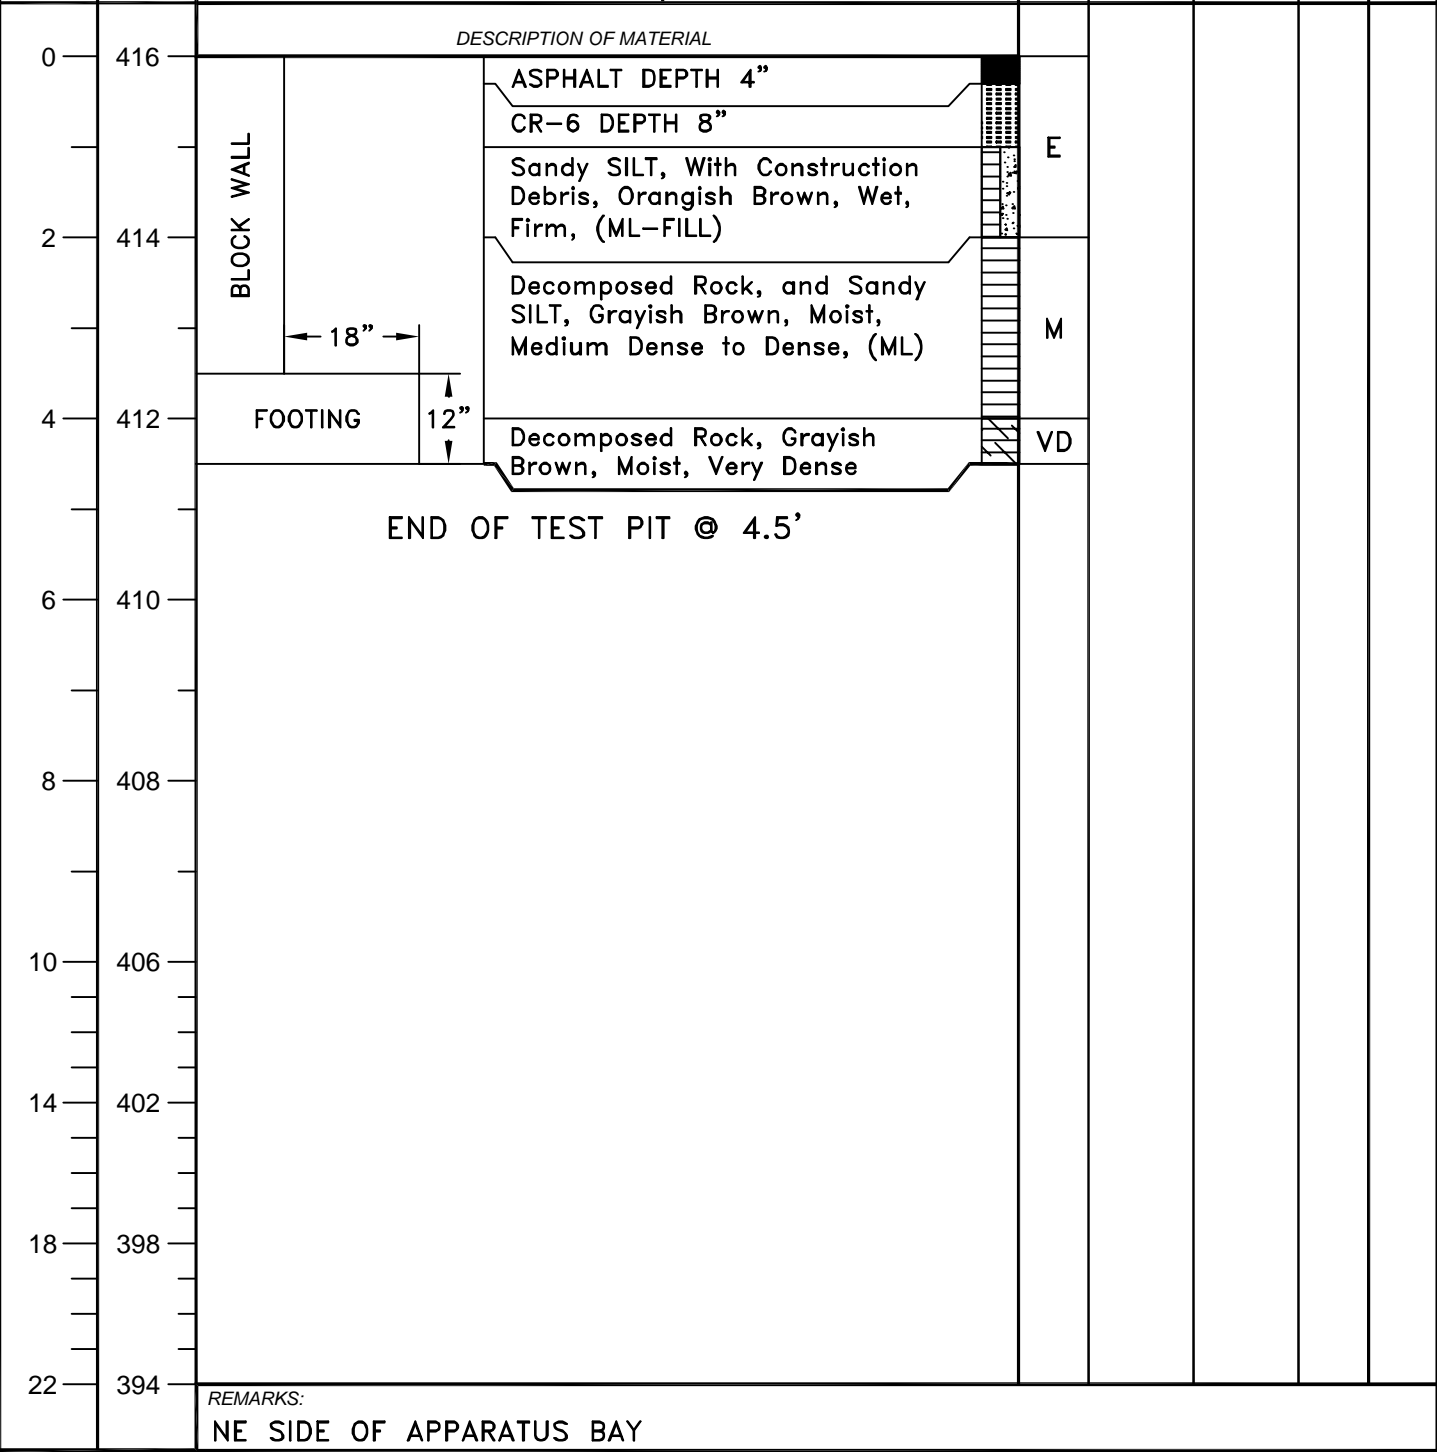 DESCRIPTION OF MATERIAL
0 416
ASPHALT DEPTH 4”
CR-6 DEPTH 8”
E
BLOCK WALL
Sandy SILT, With Construction
Debris, Orangish Brown, Wet,
Firm, (ML-FILL)
2 414
Decomposed Rock, and Sandy
SILT, Grayish Brown, Moist,
Medium Dense to Dense, (ML)
M
18”
4 412
FOOTING
12”
Decomposed Rock, Grayish
Brown, Moist, Very Dense
VD
END OF TEST PIT @ 4.5’
6 410
8 408
10 406
14 402
18 398
22 394
REMARKS:
NE SIDE OF APPARATUS BAY